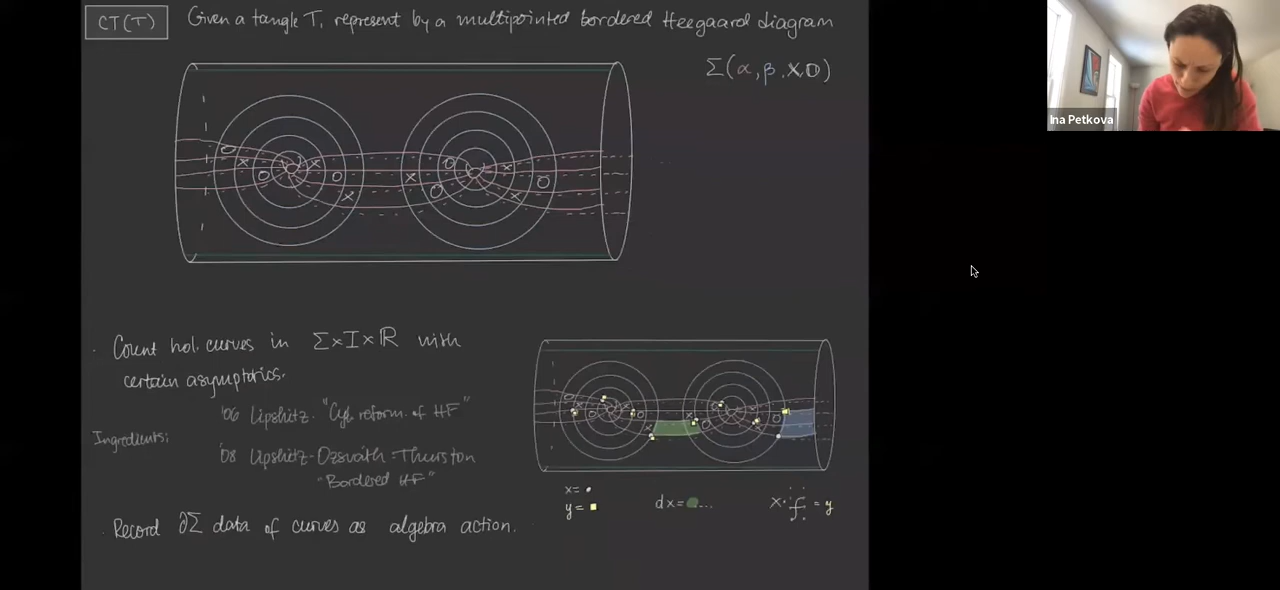 CT(T) Given a tangle T, represent by a multipointed bordered Heegaard diagram
Σ(α, β, X, O)
Ina Petkova
· Count hol. curves in Σ×I×ℝ with
certain asymptotics.
'06 Lipshitz "Cyl. reform. of HF"
Ingredients:
'08 Lipshitz-Ozsváth-Thurston
"Bordered HF"
x= •
y= ■
dx=
x· = y
· Record ∂Σ data of curves as algebra action.